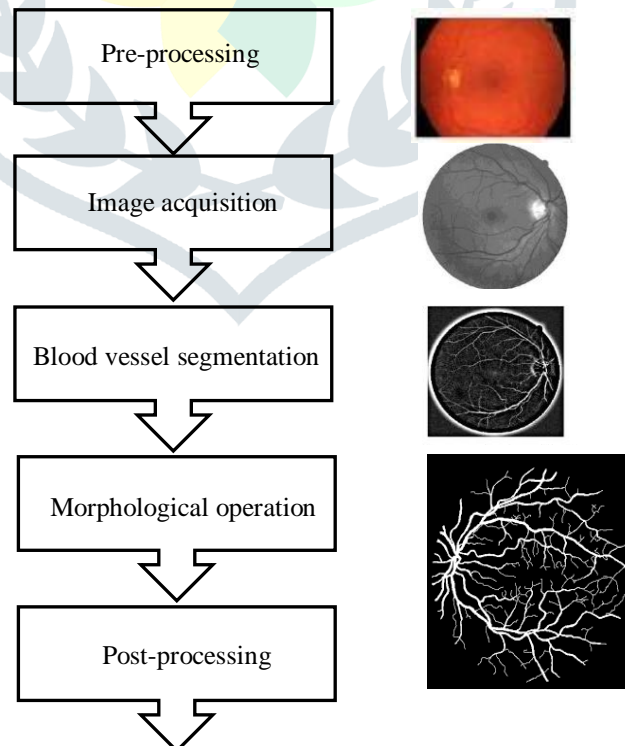 Pre-processing
Image acquisition
Blood vessel segmentation
Morphological operation
Post-processing